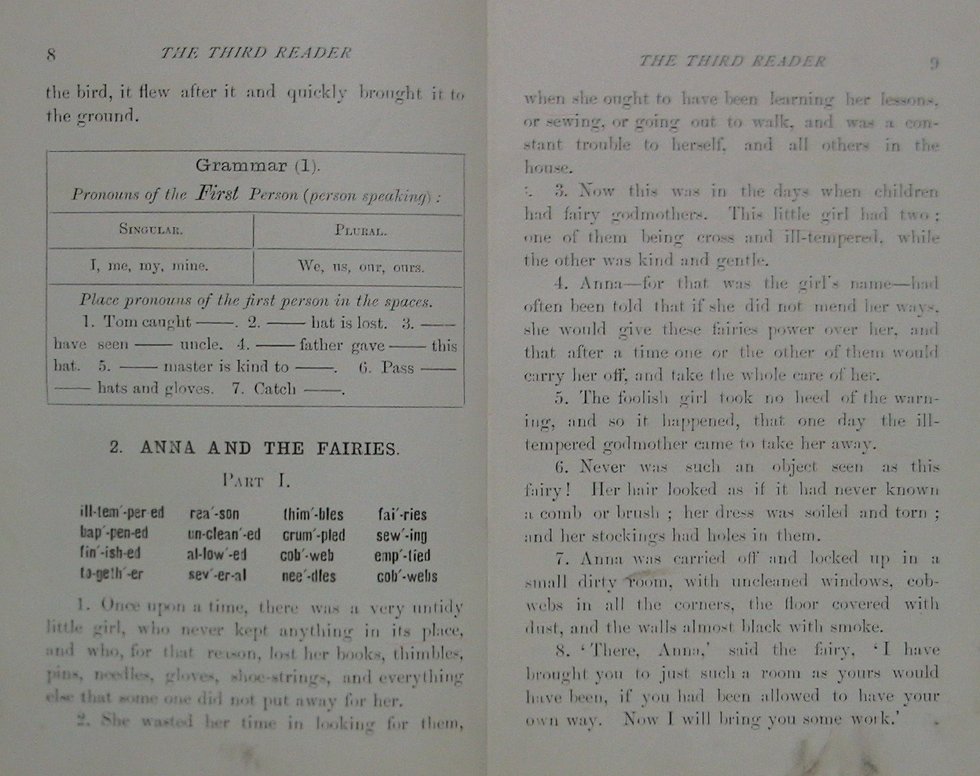 8 THE THIRD READER
the bird, it flew after it and quickly brought it to
the ground.
Grammar (1).
Pronouns of the First Person (person speaking) :
SINGULAR. PLURAL.
I, me, my, mine. We, us, our, ours.
Place pronouns of the first person in the spaces.
1. Tom caught ——. 2. —— hat is lost. 3. ——
have seen —— uncle. 4. —— father gave —— this
hat. 5. —— master is kind to ——. 6. Pass ——
—— hats and gloves. 7. Catch ——.
2. ANNA AND THE FAIRIES.
PART I.
ill-tem´-per-ed rea´-son thim´-bles fai´-ries
hap´-pen-ed un-clean´-ed crum´-pled sew´-ing
fin´-ish-ed al-low´-ed cob´-web emp´-tied
to-geth´-er sev´-er-al nee´-dles cob´-webs
1. Once upon a time, there was a very untidy
little girl, who never kept anything in its place,
and who, for that reason, lost her books, thimbles,
pins, needles, gloves, shoe-strings, and everything
else that some one did not put away for her.
2. She wasted her time in looking for them,
THE THIRD READER 9
when she ought to have been learning her lessons,
or sewing, or going out to walk, and was a con-
stant trouble to herself, and all others in the
house.
3. Now this was in the days when children
had fairy godmothers. This little girl had two ;
one of them being cross and ill-tempered, while
the other was kind and gentle.
4. Anna—for that was the girl's name—had
often been told that if she did not mend her ways,
she would give these fairies power over her, and
that after a time one or the other of them would
carry her off, and take the whole care of her.
5. The foolish girl took no heed of the warn-
ing, and so it happened, that one day the ill-
tempered godmother came to take her away.
6. Never was such an object seen as this
fairy! Her hair looked as if it had never known
a comb or brush ; her dress was soiled and torn ;
and her stockings had holes in them.
7. Anna was carried off and locked up in a
small dirty room, with uncleaned windows, cob-
webs in all the corners, the floor covered with
dust, and the walls almost black with smoke.
8. 'There, Anna,' said the fairy, 'I have
brought you to just such a room as yours would
have been, if you had been allowed to have your
own way. Now I will bring you some work.'